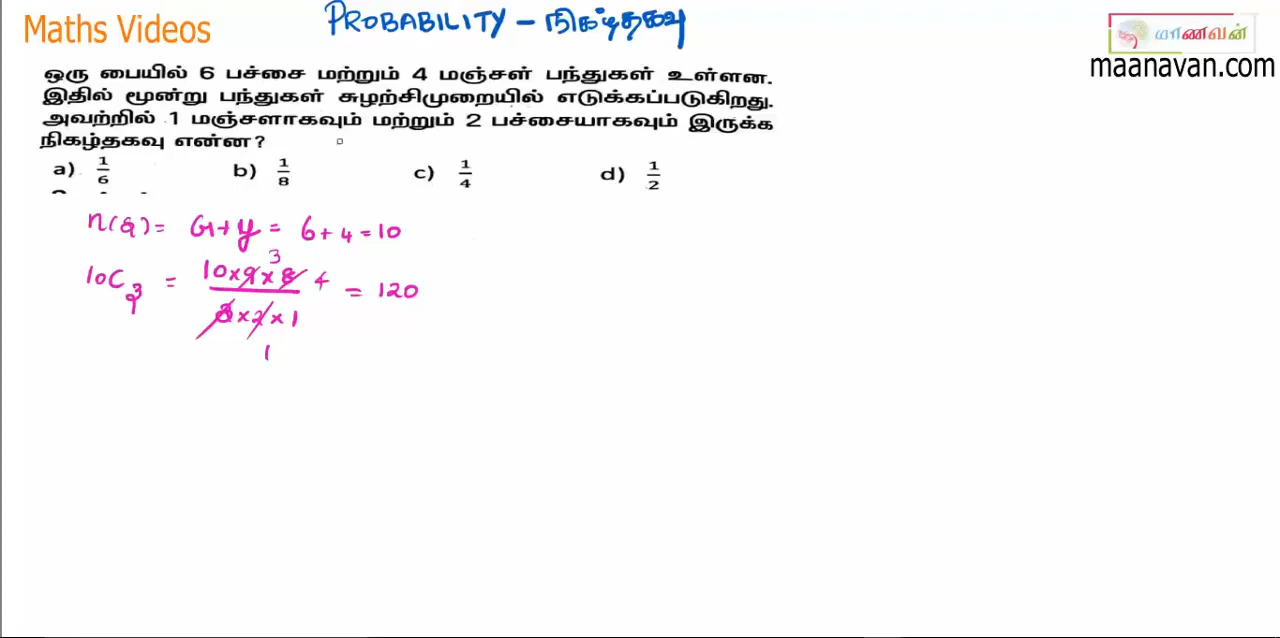 PROBABILITY – நிகழ்தகவு
Maths Videos
மாணவன்
maanavan.com
ஒரு பையில் 6 பச்சை மற்றும் 4 மஞ்சள் பந்துகள் உள்ளன.
இதில் மூன்று பந்துகள் சுழற்சிமுறையில் எடுக்கப்படுகிறது.
அவற்றில் 1 மஞ்சளாகவும் மற்றும் 2 பச்சையாகவும் இருக்க
நிகழ்தகவு என்ன?
a) 1/6 b) 1/8 c) 1/4 d) 1/2
= G+y = 6+4=10
10C3 = 10×9×8 / 3×2×1 = 120
3
4
1